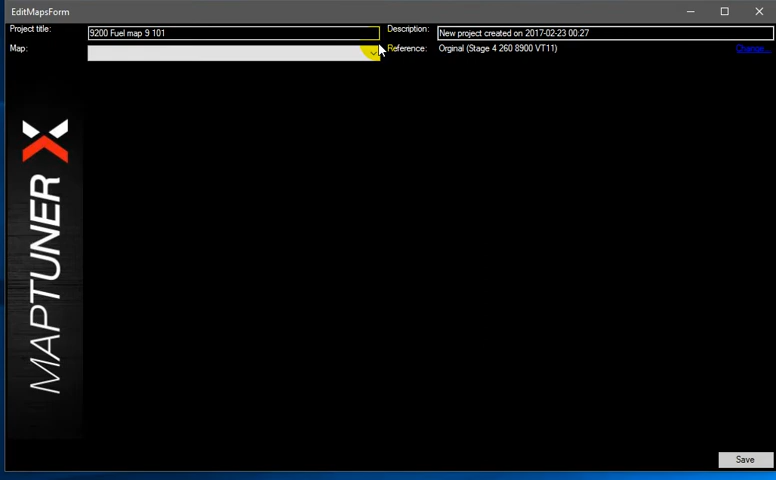 EditMapsForm
Project title: 9200 Fuel map 9 101 Description: New project created on 2017-02-23 00:27
Map: Reference: Orginal (Stage 4 260 8900 VT11) Change...
MAPTUNER X
Save